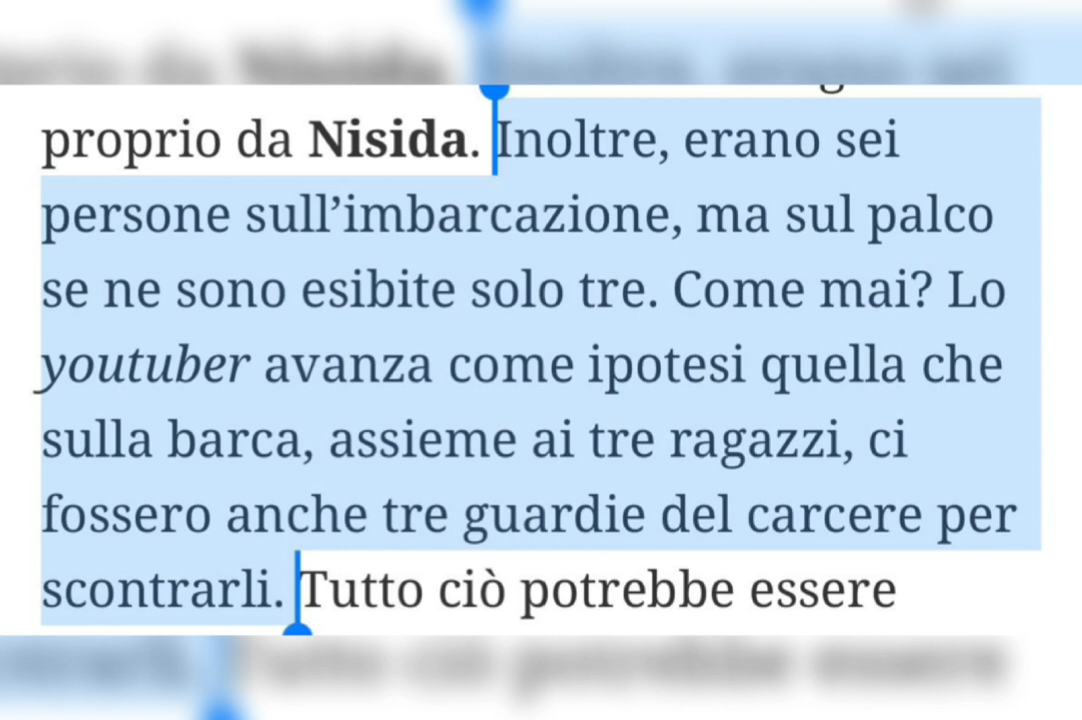 proprio da Nisida. Inoltre, erano sei
persone sull’imbarcazione, ma sul palco
se ne sono esibite solo tre. Come mai? Lo
youtuber avanza come ipotesi quella che
sulla barca, assieme ai tre ragazzi, ci
fossero anche tre guardie del carcere per
scontrarli. Tutto ciò potrebbe essere